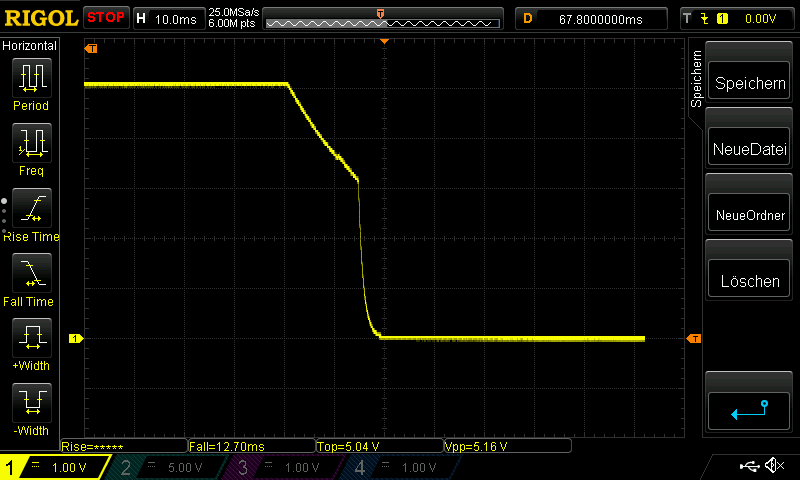 RIGOL STOP H 10.0ms 25.0MSa/s 6.00M pts T D 67.8000000ms T 1 0.00V
Horizontal
T
Period
Freq
Rise Time
Fall Time
+Width
-Width
1
T
Speichern
Speichern
NeueDatei
NeueOrdner
Löschen
Rise=***** Fall=12.70ms Top=5.04 V Vpp=5.16 V
1 1.00 V 2 5.00 V 3 1.00 V 4 1.00 V